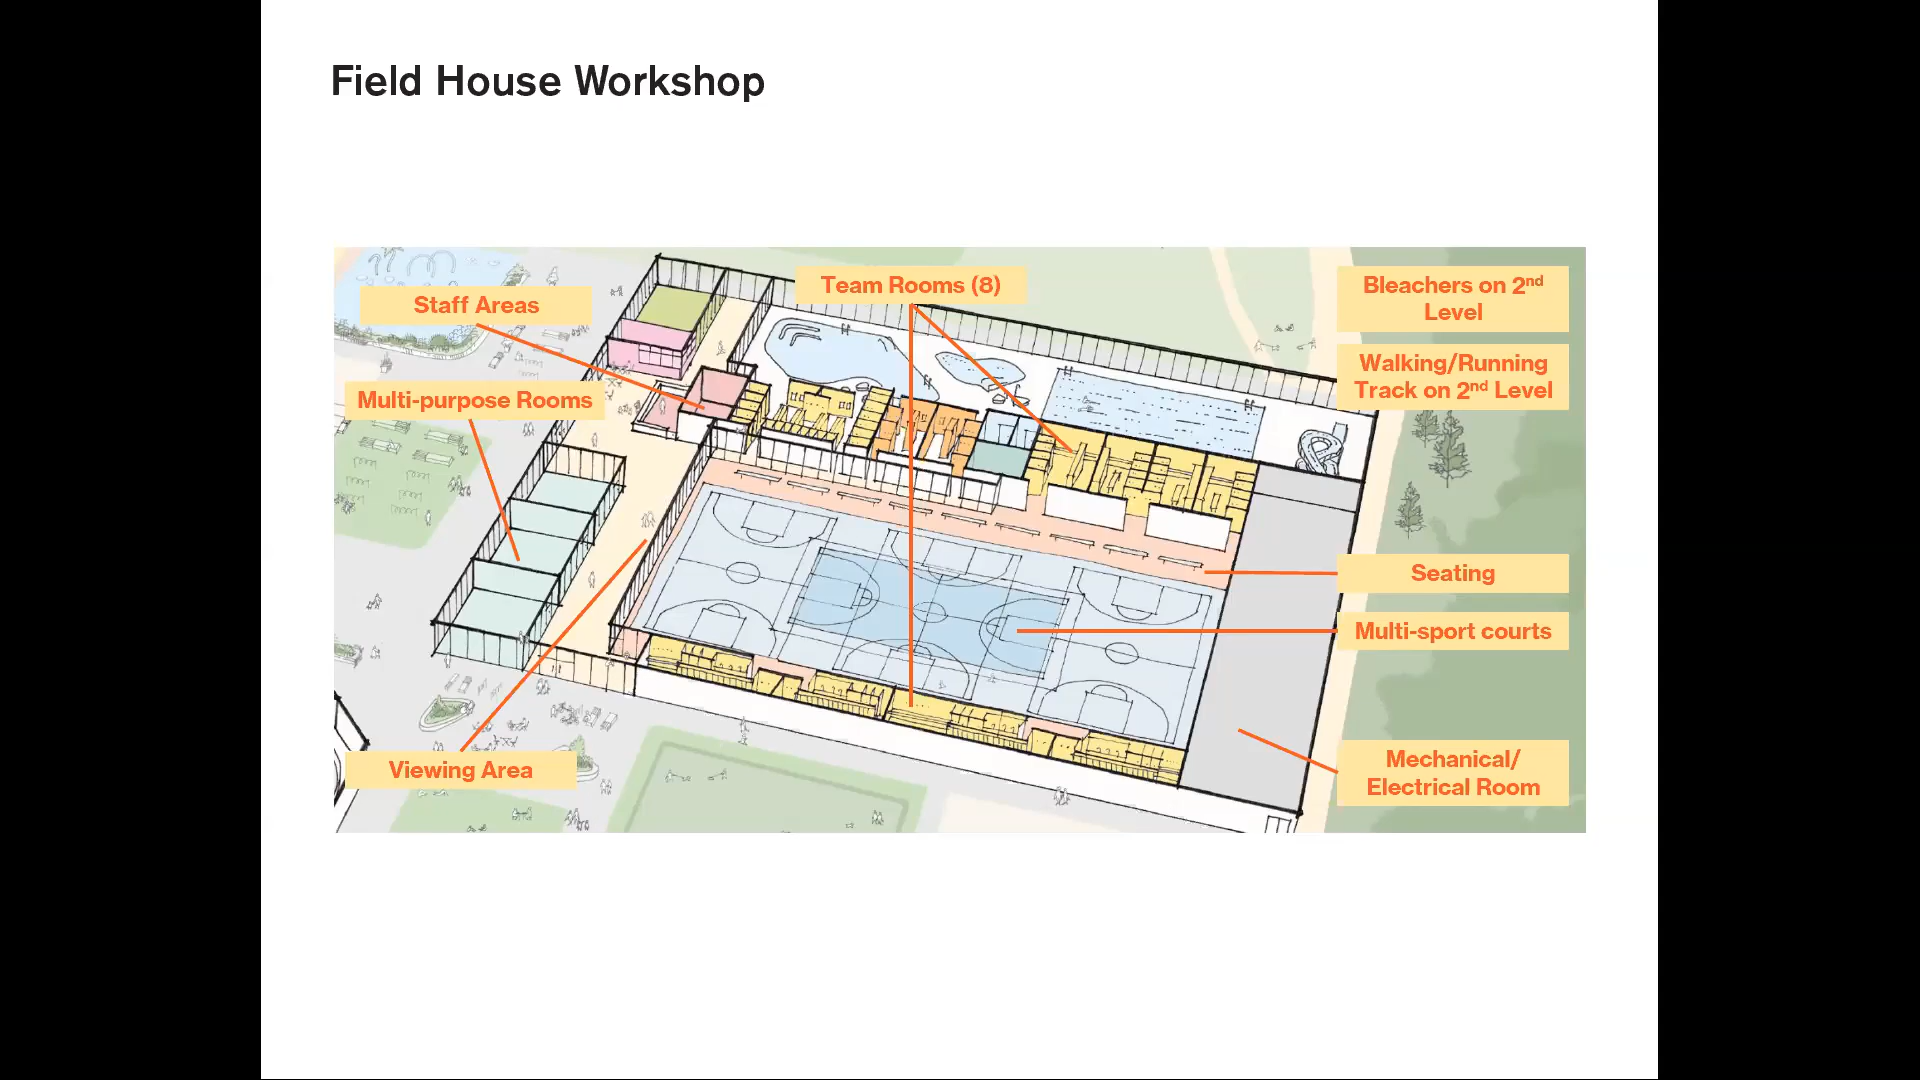 Field House Workshop
Staff Areas
Team Rooms (8)
Bleachers on 2nd
Level
Walking/Running
Track on 2nd Level
Multi-purpose Rooms
Seating
Multi-sport courts
Viewing Area
Mechanical/
Electrical Room